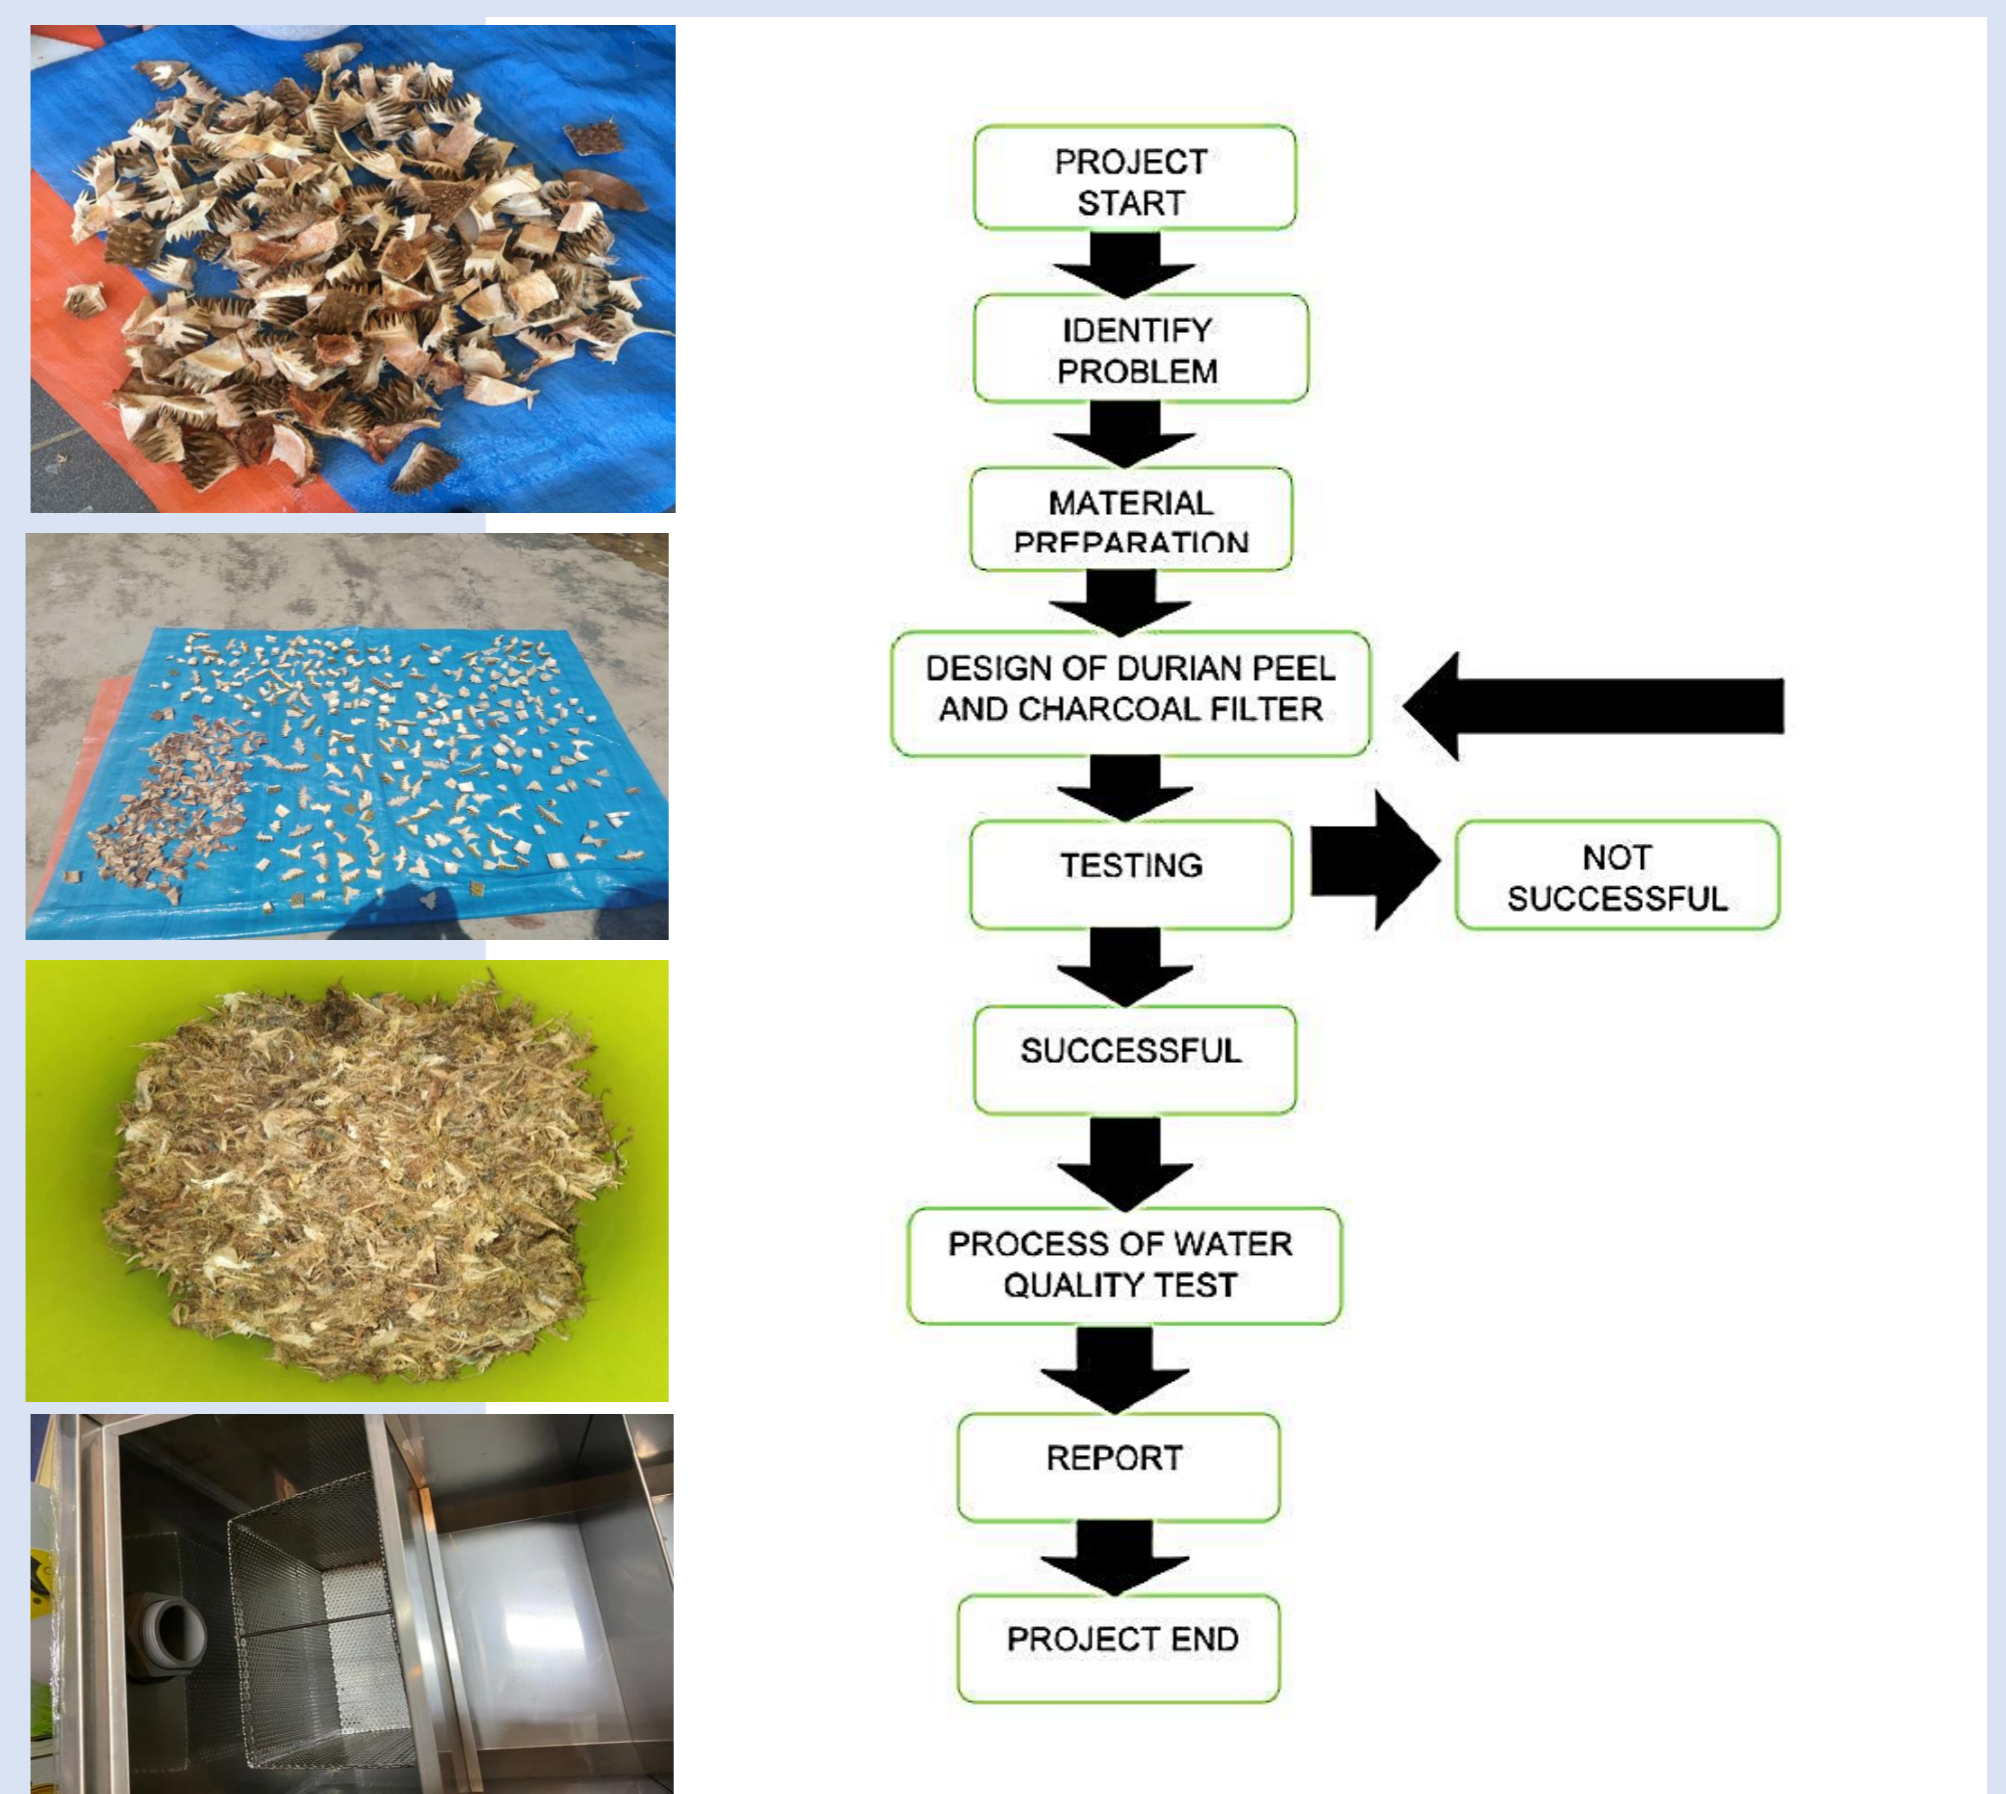 PROJECT
START
IDENTIFY
PROBLEM
MATERIAL
PREPARATION
DESIGN OF DURIAN PEEL
AND CHARCOAL FILTER
TESTING
NOT
SUCCESSFUL
SUCCESSFUL
PROCESS OF WATER
QUALITY TEST
REPORT
PROJECT END